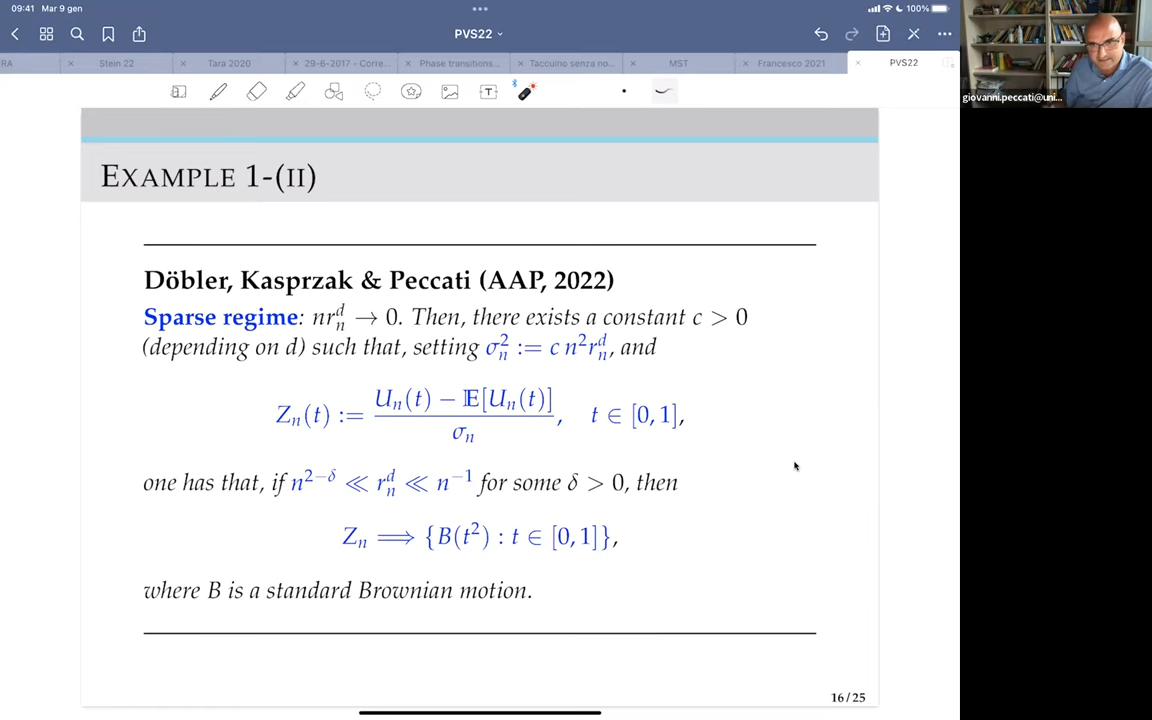 09:41 Mar 9 gen
100%
PVS22
RA
Stein 22
Tara 2020
29-6-2017 - Corre...
Phase transitions...
Taccuino senza no...
MST
Francesco 2021
PVS22
giovanni.peccati@uni...
EXAMPLE 1-(II)
Döbler, Kasprzak & Peccati (AAP, 2022)
Sparse regime: nr_n^d → 0. Then, there exists a constant c > 0
(depending on d) such that, setting σ_n^2 := c n^2 r_n^d, and
Z_n(t) := (U_n(t) − 𝔼[U_n(t)]) / σ_n, t ∈ [0, 1],
one has that, if n^{2−δ} ≪ r_n^d ≪ n^{−1} for some δ > 0, then
Z_n ⟹ {B(t^2) : t ∈ [0, 1]},
where B is a standard Brownian motion.
16/25